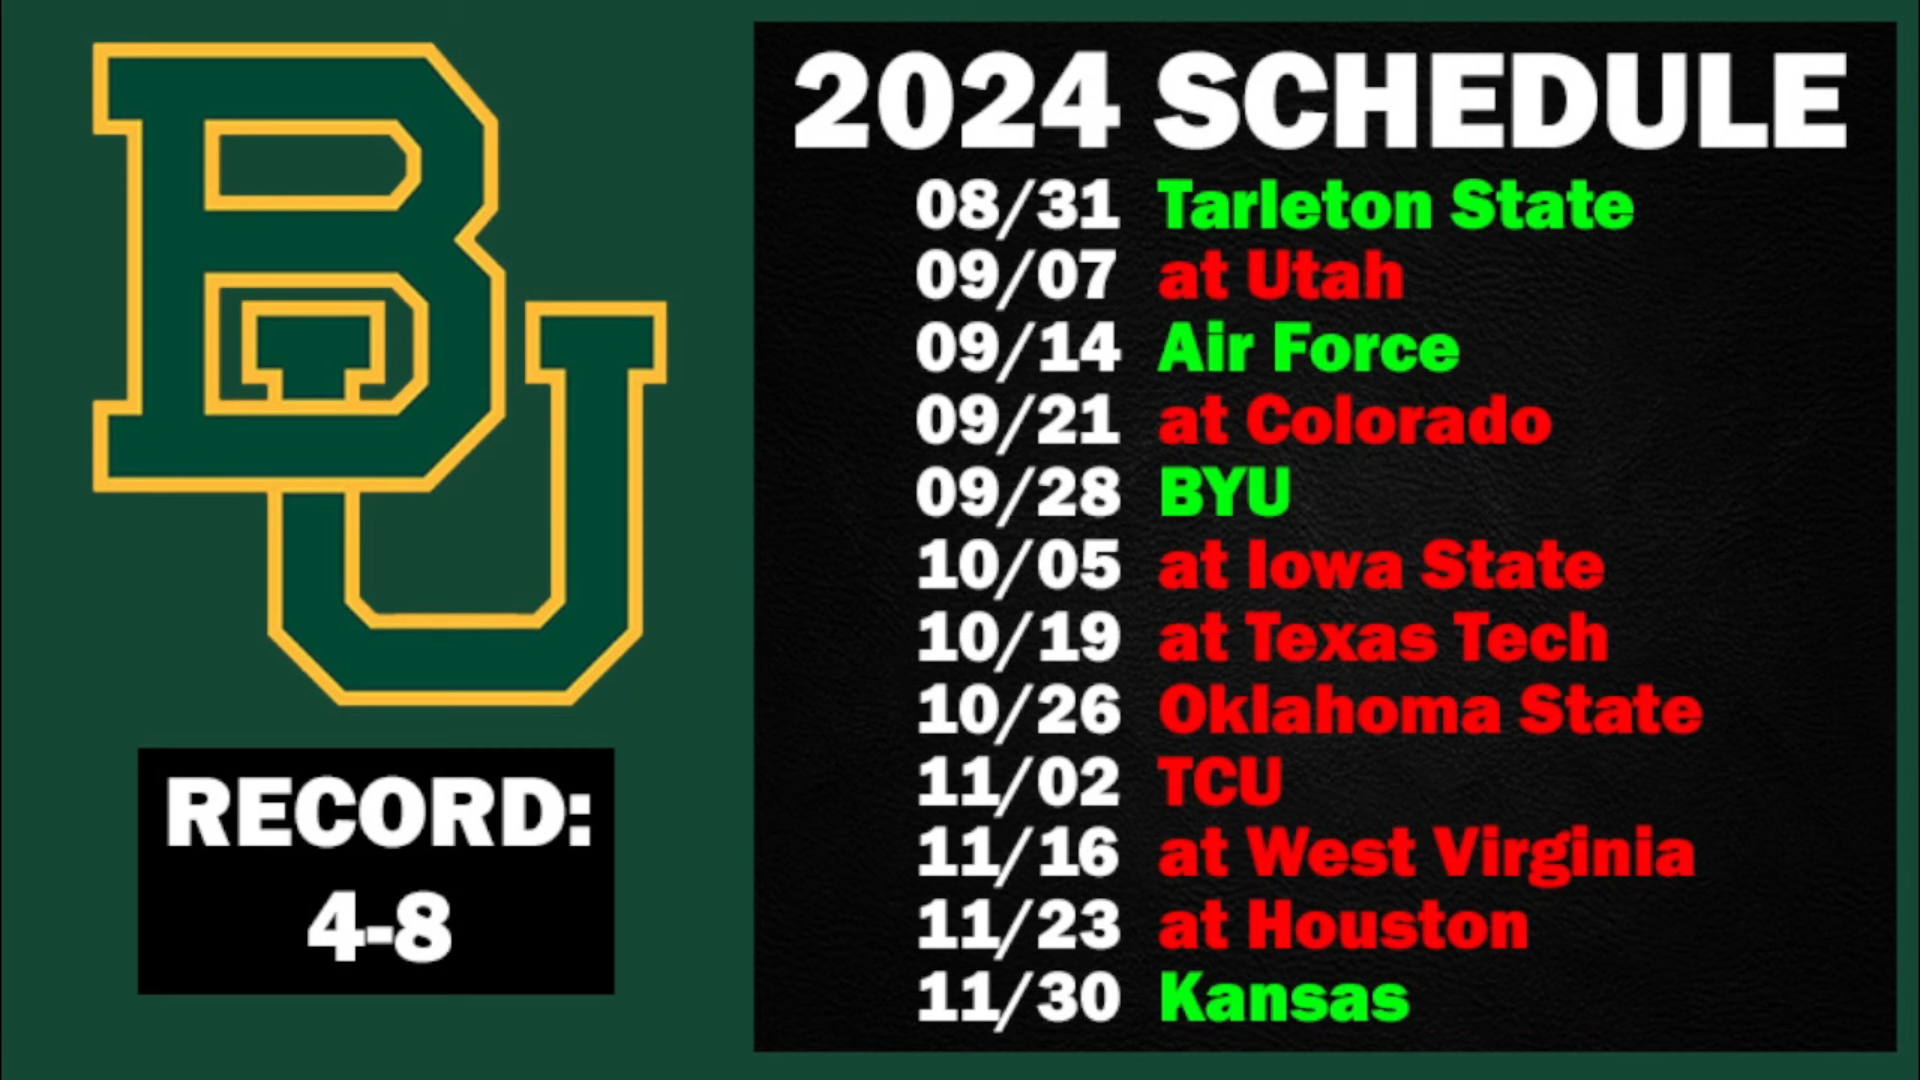 BU
2024 SCHEDULE
08/31 Tarleton State
09/07 at Utah
09/14 Air Force
09/21 at Colorado
09/28 BYU
10/05 at Iowa State
10/19 at Texas Tech
10/26 Oklahoma State
11/02 TCU
11/16 at West Virginia
11/23 at Houston
11/30 Kansas
RECORD:
4-8